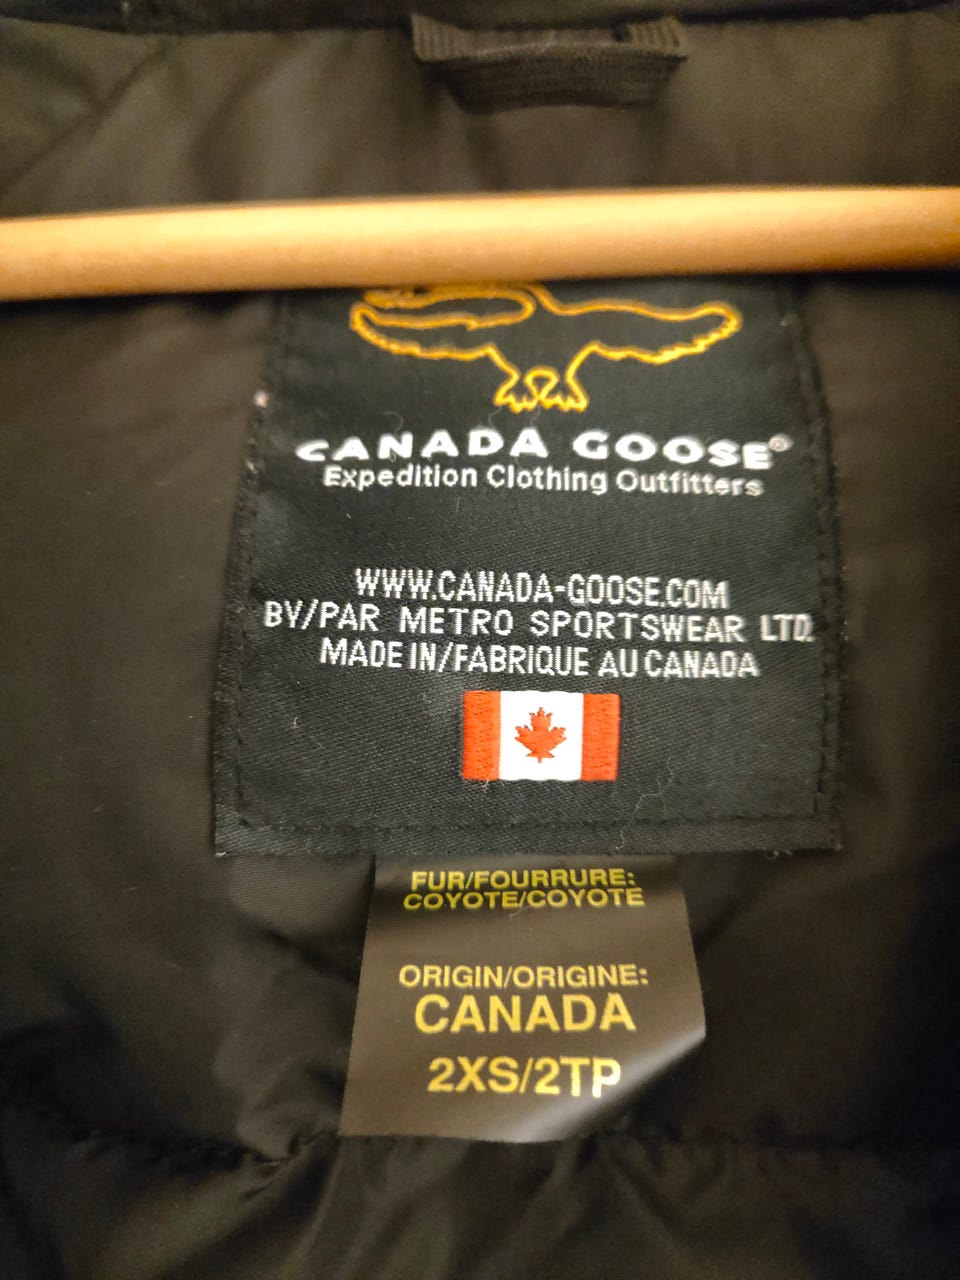 CANADA GOOSE®
Expedition Clothing Outfitters
WWW.CANADA-GOOSE.COM
BY/PAR METRO SPORTSWEAR LTD.
MADE IN/FABRIQUE AU CANADA
FUR/FOURRURE:
COYOTE/COYOTE
ORIGIN/ORIGINE:
CANADA
2XS/2TP